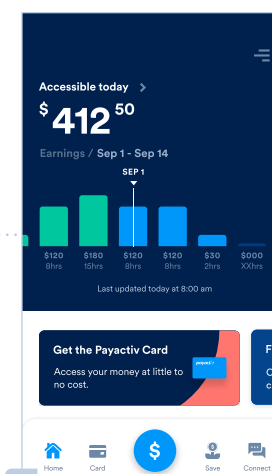 Accessible today
$412 50
Earnings / Sep 1 - Sep 14
SEP 1
$120 $180 $120 $120 $30 $000
8hrs 15hrs 8hrs 8hrs 2hrs XXhrs
Last updated today at 8:00 am
Get the Payactiv Card
Access your money at little to
no cost.
payactiv
F
C
c
$
Home Card Save Connect